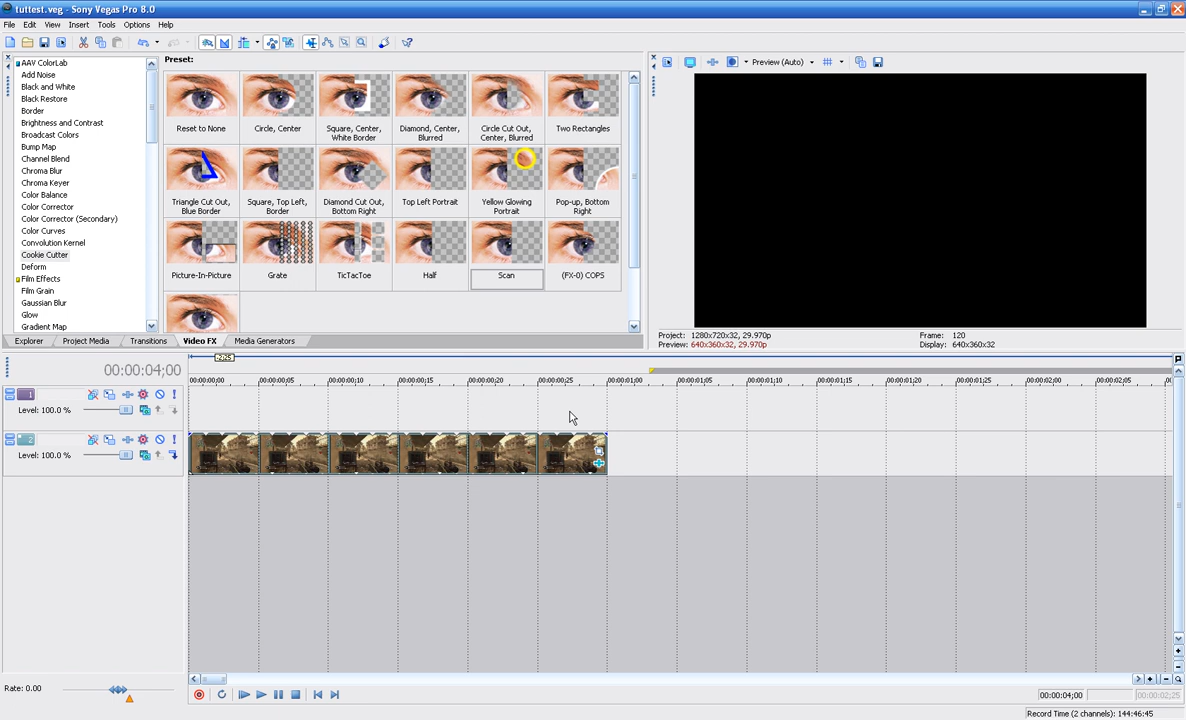 tuttest.veg - Sony Vegas Pro 8.0
File Edit View Insert Tools Options Help
AAV ColorLab
Add Noise
Black and White
Black Restore
Border
Brightness and Contrast
Broadcast Colors
Bump Map
Channel Blend
Chroma Blur
Chroma Keyer
Color Balance
Color Corrector
Color Corrector (Secondary)
Color Curves
Convolution Kernel
Cookie Cutter
Deform
Film Effects
Film Grain
Gaussian Blur
Glow
Gradient Map
Preset:
Reset to None
Circle, Center
Square, Center, White Border
Diamond, Center, Blurred
Circle Cut Out, Center, Blurred
Two Rectangles
Triangle Cut Out, Blue Border
Square, Top Left, Border
Diamond Cut Out, Bottom Right
Top Left Portrait
Yellow Glowing Portrait
Pop-up, Bottom Right
Picture-In-Picture
Grate
TicTacToe
Half
Scan
(FX-0) COPS
Explorer Project Media Transitions Video FX Media Generators
Preview (Auto)
Project: 1280x720x32, 29.970p
Preview: 640x360x32, 29.970p
Frame: 120
Display: 640x360x32
00:00:04;00
-2:25
00:00:00;00 00:00:00;05 00:00:00;10 00:00:00;15 00:00:00;20 00:00:00;25 00:00:01;00 00:00:01;05 00:00:01;10 00:00:01;15 00:00:01;20 00:00:01;25 00:00:02;00 00:00:02;05
1
Level: 100.0 %
2
Level: 100.0 %
Rate: 0.00
00:00:04;00
00:00:02;25
Record Time (2 channels): 144:46:45